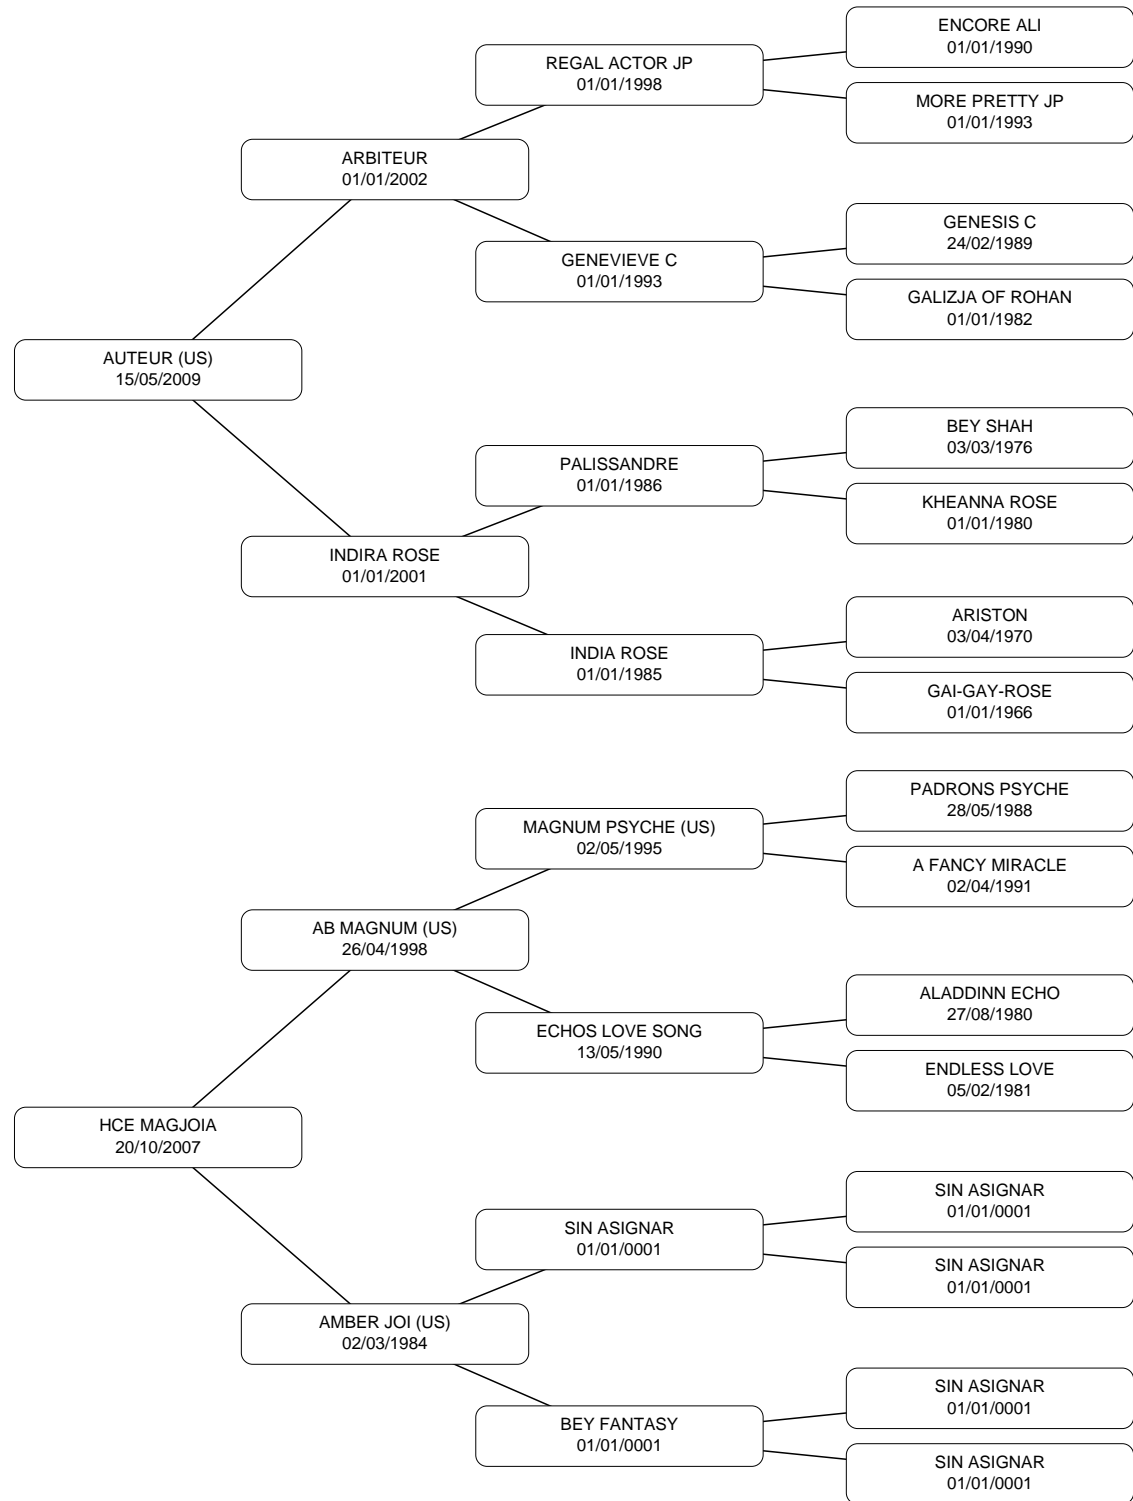 ENCORE ALI
01/01/1990
REGAL ACTOR JP
01/01/1998
MORE PRETTY JP
01/01/1993
ARBITEUR
01/01/2002
GENESIS C
24/02/1989
GENEVIEVE C
01/01/1993
GALIZJA OF ROHAN
01/01/1982
AUTEUR (US)
15/05/2009
BEY SHAH
03/03/1976
PALISSANDRE
01/01/1986
KHEANNA ROSE
01/01/1980
INDIRA ROSE
01/01/2001
ARISTON
03/04/1970
INDIA ROSE
01/01/1985
GAI-GAY-ROSE
01/01/1966
PADRONS PSYCHE
28/05/1988
MAGNUM PSYCHE (US)
02/05/1995
A FANCY MIRACLE
02/04/1991
AB MAGNUM (US)
26/04/1998
ALADDINN ECHO
27/08/1980
ECHOS LOVE SONG
13/05/1990
ENDLESS LOVE
05/02/1981
HCE MAGJOIA
20/10/2007
SIN ASIGNAR
01/01/0001
SIN ASIGNAR
01/01/0001
SIN ASIGNAR
01/01/0001
AMBER JOI (US)
02/03/1984
SIN ASIGNAR
01/01/0001
BEY FANTASY
01/01/0001
SIN ASIGNAR
01/01/0001